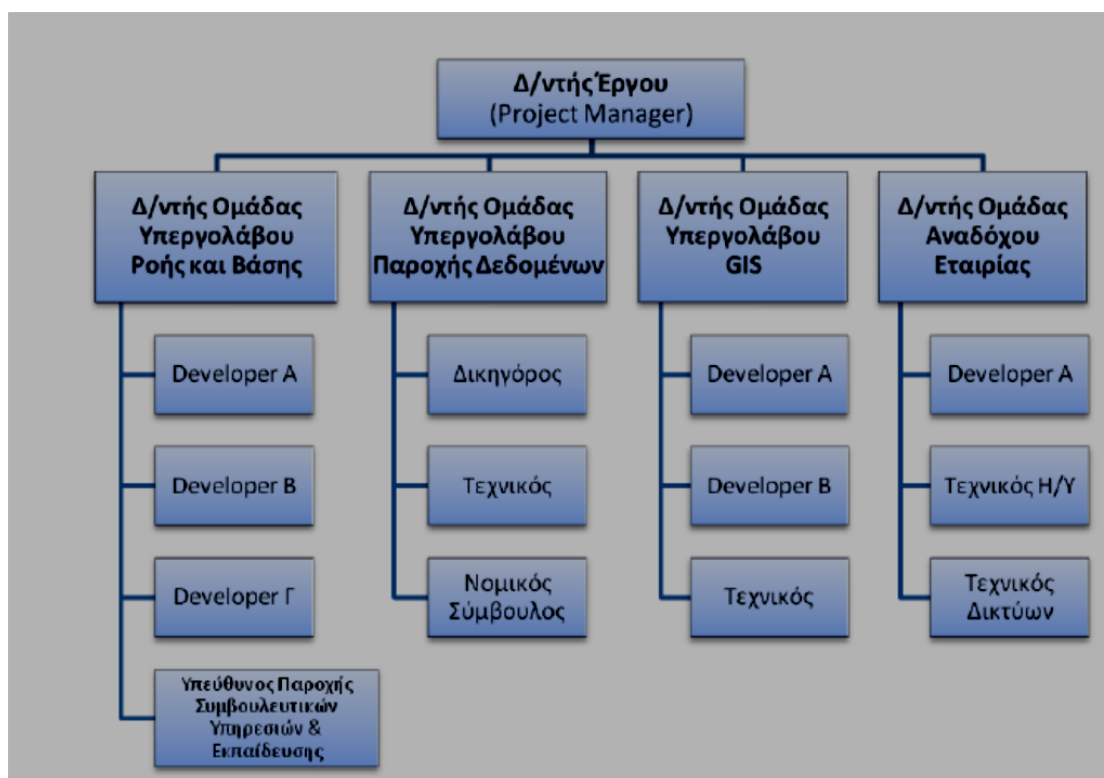 Δ/ντής Έργου
(Project Manager)
Δ/ντής Ομάδας
Υπεργολάβου
Ροής και Βάσης
Δ/ντής Ομάδας
Υπεργολάβου
Παροχής Δεδομένων
Δ/ντής Ομάδας
Υπεργολάβου
GIS
Δ/ντής Ομάδας
Αναδόχου
Εταιρίας
Developer A
Developer B
Developer Γ
Υπεύθυνος Παροχής
Συμβουλευτικών
Υπηρεσιών &
Εκπαίδευσης
Δικηγόρος
Τεχνικός
Νομικός
Σύμβουλος
Developer A
Developer B
Τεχνικός
Developer A
Τεχνικός Η/Υ
Τεχνικός
Δικτύων